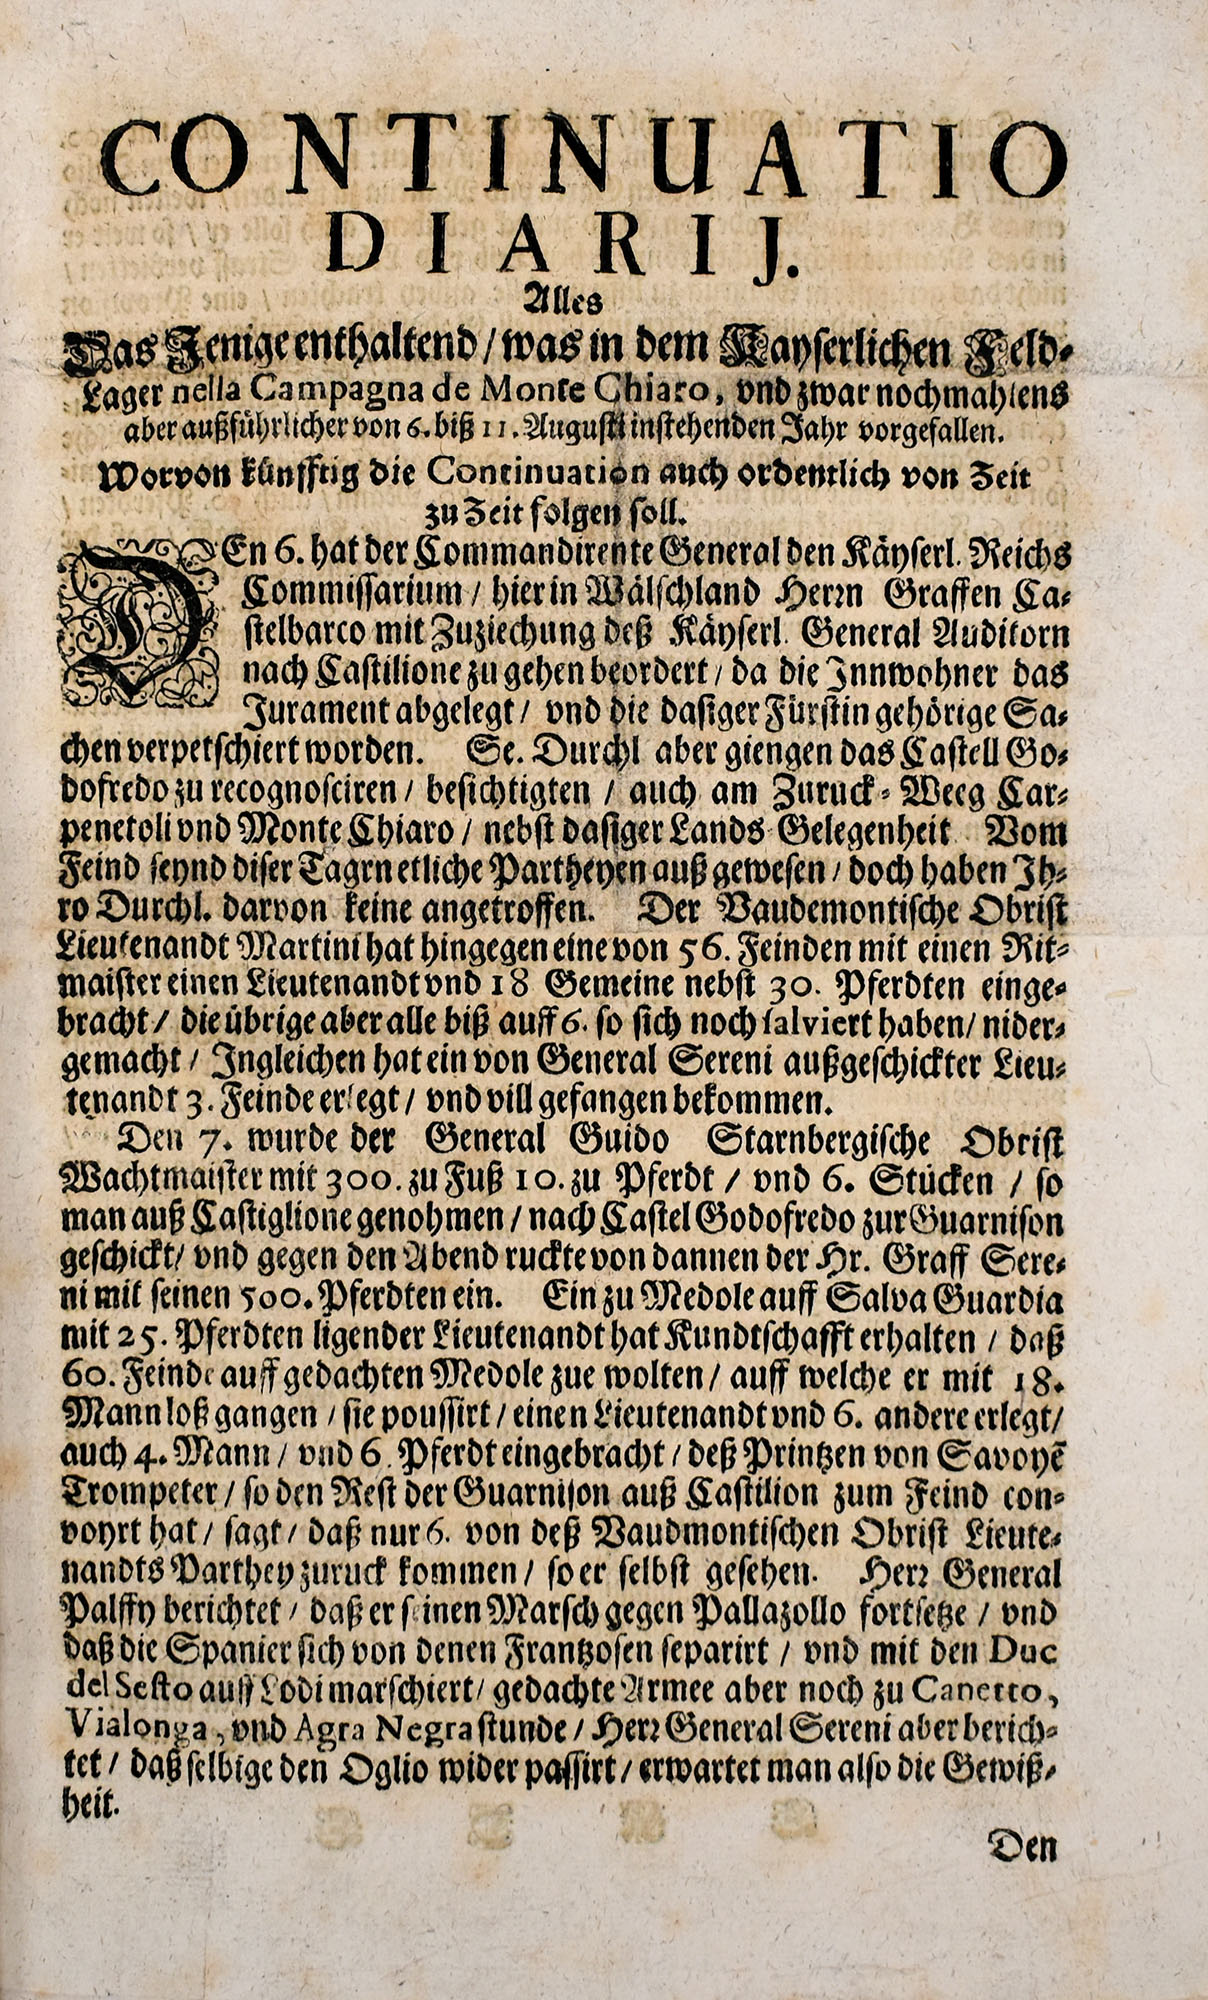 CONTINUATIO
DIARIJ.
Alles
Das Jenige enthaltend / was in dem Kayserlichen Feld-
Lager nella Campagna de Monte Chiaro, vnd zwar nochmahlens
aber außführlicher von 6. biß 11. Augusti instehenden Jahr vorgefallen.
Worvon künfftig die Continuation auch ordentlich von Zeit
zu Zeit folgen soll.
DEn 6. hat der Commandirente General den Käyserl. Reichs
Commissarium / hier in Wälschland Herrn Graffen Ca-
stelbarco mit Zuziechung deß Käyserl. General Auditorn
nach Castilione zu gehen beordert / da die Innwohner das
Jurament abgelegt / vnd die dasiger Fürstin gehörige Sa-
chen verpetschiert worden. Se. Durchl aber giengen das Castell Go-
dofredo zu recognosciren / besichtigten / auch am Zuruck-Weeg Car-
penetoli vnd Monte Chiaro / nebst dasiger Lands Gelegenheit Vom
Feind seynd diser Tagrn etliche Partheyen auß gewesen / doch haben Ih-
ro Durchl. darvon keine angetroffen. Der Vaudemontische Obrist
Lieutenandt Martini hat hingegen eine von 56. Feinden mit einen Rit-
maister einen Lieutenandt vnd 18 Gemeine nebst 30. Pferdten einge-
bracht / die übrige aber alle biß auff 6. so sich noch salviert haben / nider-
gemacht / Ingleichen hat ein von General Sereni außgeschickter Lieu-
tenandt 3. Feinde erlegt / vnd vill gefangen bekommen.
Den 7. wurde der General Guido Starnbergische Obrist
Wachtmaister mit 300. zu Fuß 10. zu Pferdt / vnd 6. Stücken / so
man auß Castiglione genohmen / nach Castel Godofredo zur Guarnison
geschickt / vnd gegen den Abend ruckte von dannen der Hr. Graff Sere-
ni mit seinen 500. Pferdten ein. Ein zu Medole auff Salva Guardia
mit 25. Pferdten ligender Lieutenandt hat Kundtschafft erhalten / daß
60. Feinde auff gedachten Medole zue wolten / auff welche er mit 18.
Mann loß gangen / sie poussirt / einen Lieutenandt vnd 6. andere erlegt /
auch 4. Mann / vnd 6. Pferdt eingebracht / deß Printzen von Savoyē
Trompeter / so den Rest der Guarnison auß Castilion zum Feind con-
voyrt hat / sagt / daß nur 6. von deß Vaudmontischen Obrist Lieute-
nandts Parthey zuruck kommen / so er selbst gesehen. Herr General
Palffy berichtet / daß er seinen Marsch gegen Pallazollo fortsetze / vnd
daß die Spanier sich von denen Frantzosen separirt / vnd mit den Duc
del Sesto auff Lodi marschiert / gedachte Armee aber noch zu Canetto,
Vialonga, vnd Agra Negra stunde / Herr General Sereni aber berich-
tet / daß selbige den Oglio wider passirt / erwartet man also die Gewiß-
heit.
Den